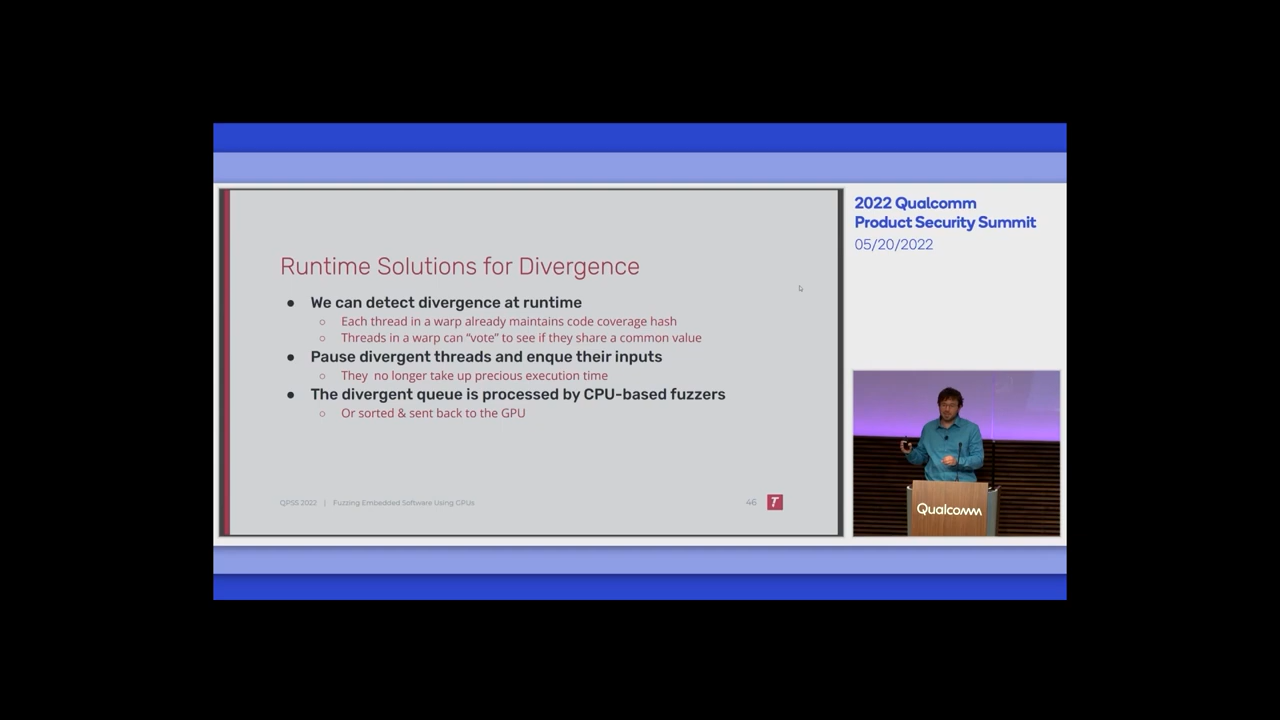 2022 Qualcomm
Product Security Summit
05/20/2022
Runtime Solutions for Divergence
● We can detect divergence at runtime
○ Each thread in a warp already maintains code coverage hash
○ Threads in a warp can “vote” to see if they share a common value
● Pause divergent threads and enque their inputs
○ They no longer take up precious execution time
● The divergent queue is processed by CPU-based fuzzers
○ Or sorted & sent back to the GPU
QPSS 2022 | Fuzzing Embedded Software Using GPUs
46
T
Qualcomm